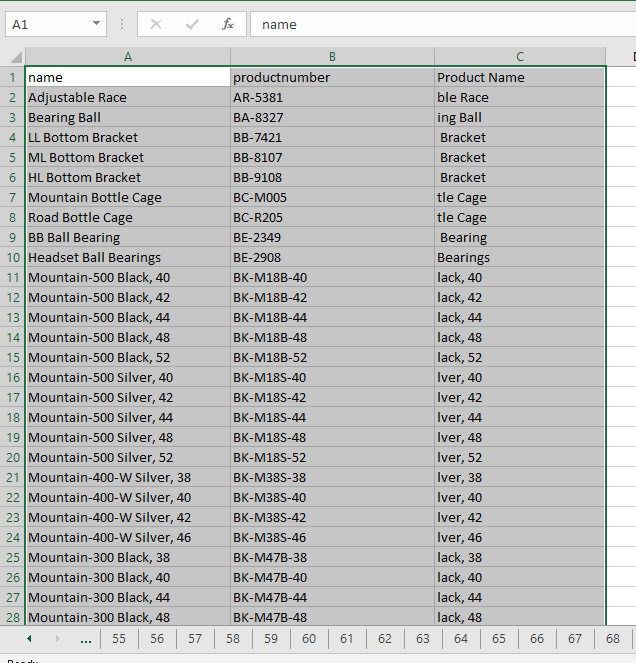 A1 fx name
A B C
1 name productnumber Product Name
2 Adjustable Race AR-5381 ble Race
3 Bearing Ball BA-8327 ing Ball
4 LL Bottom Bracket BB-7421 Bracket
5 ML Bottom Bracket BB-8107 Bracket
6 HL Bottom Bracket BB-9108 Bracket
7 Mountain Bottle Cage BC-M005 tle Cage
8 Road Bottle Cage BC-R205 tle Cage
9 BB Ball Bearing BE-2349 Bearing
10 Headset Ball Bearings BE-2908 Bearings
11 Mountain-500 Black, 40 BK-M18B-40 lack, 40
12 Mountain-500 Black, 42 BK-M18B-42 lack, 42
13 Mountain-500 Black, 44 BK-M18B-44 lack, 44
14 Mountain-500 Black, 48 BK-M18B-48 lack, 48
15 Mountain-500 Black, 52 BK-M18B-52 lack, 52
16 Mountain-500 Silver, 40 BK-M18S-40 lver, 40
17 Mountain-500 Silver, 42 BK-M18S-42 lver, 42
18 Mountain-500 Silver, 44 BK-M18S-44 lver, 44
19 Mountain-500 Silver, 48 BK-M18S-48 lver, 48
20 Mountain-500 Silver, 52 BK-M18S-52 lver, 52
21 Mountain-400-W Silver, 38 BK-M38S-38 lver, 38
22 Mountain-400-W Silver, 40 BK-M38S-40 lver, 40
23 Mountain-400-W Silver, 42 BK-M38S-42 lver, 42
24 Mountain-400-W Silver, 46 BK-M38S-46 lver, 46
25 Mountain-300 Black, 38 BK-M47B-38 lack, 38
26 Mountain-300 Black, 40 BK-M47B-40 lack, 40
27 Mountain-300 Black, 44 BK-M47B-44 lack, 44
28 Mountain-300 Black, 48 BK-M47B-48 lack, 48
... 55 56 57 58 59 60 61 62 63 64 65 66 67 68